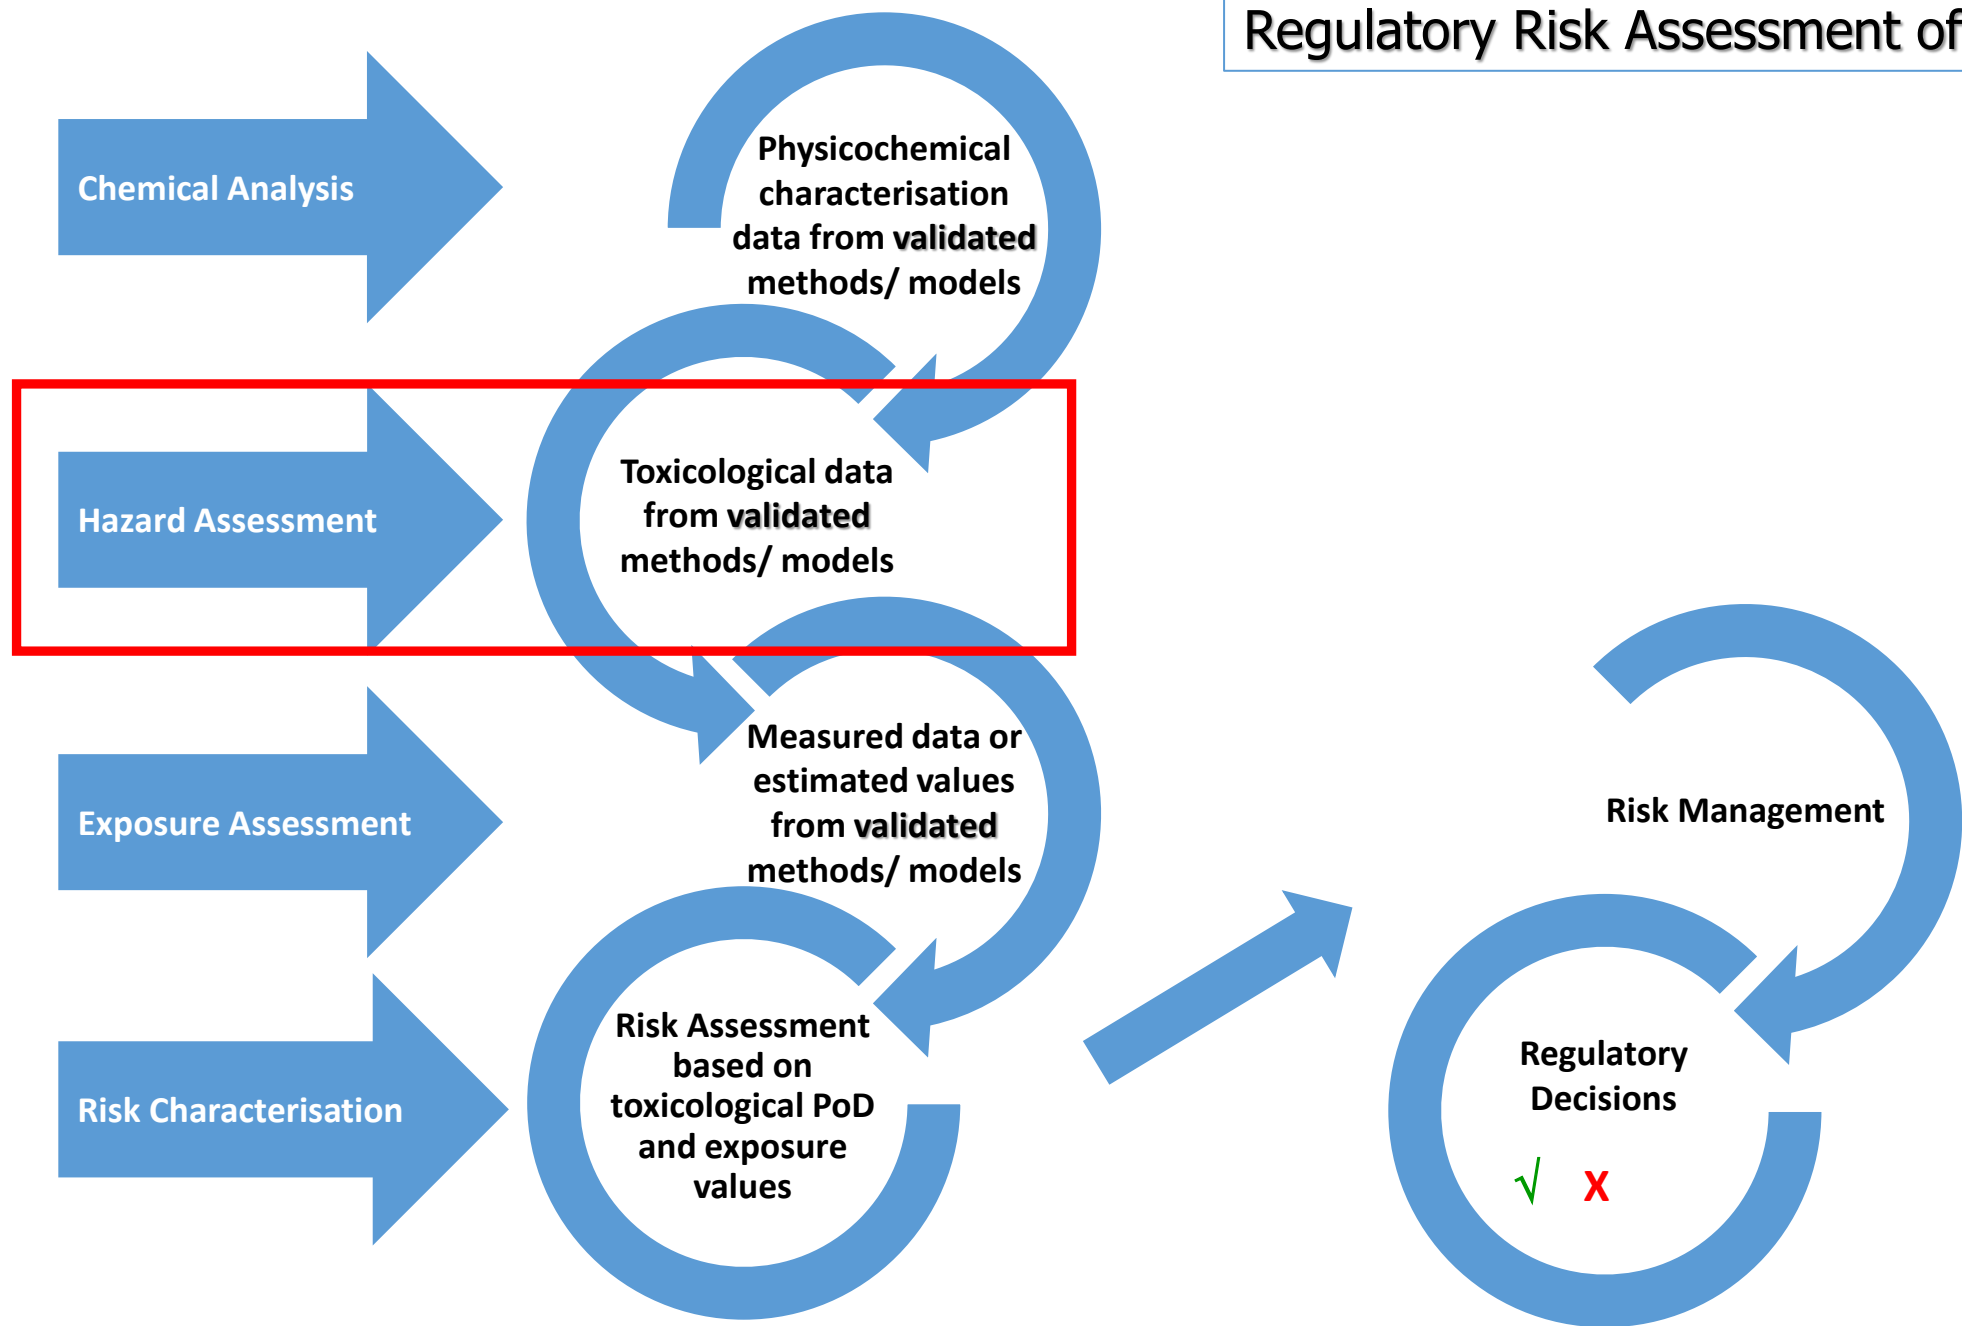 Regulatory Risk Assessment of
Chemical Analysis
Physicochemical
characterisation
data from validated
methods/ models
Hazard Assessment
Toxicological data
from validated
methods/ models
Exposure Assessment
Measured data or
estimated values
from validated
methods/ models
Risk Characterisation
Risk Assessment
based on
toxicological PoD
and exposure
values
Risk Management
Regulatory
Decisions
√ X